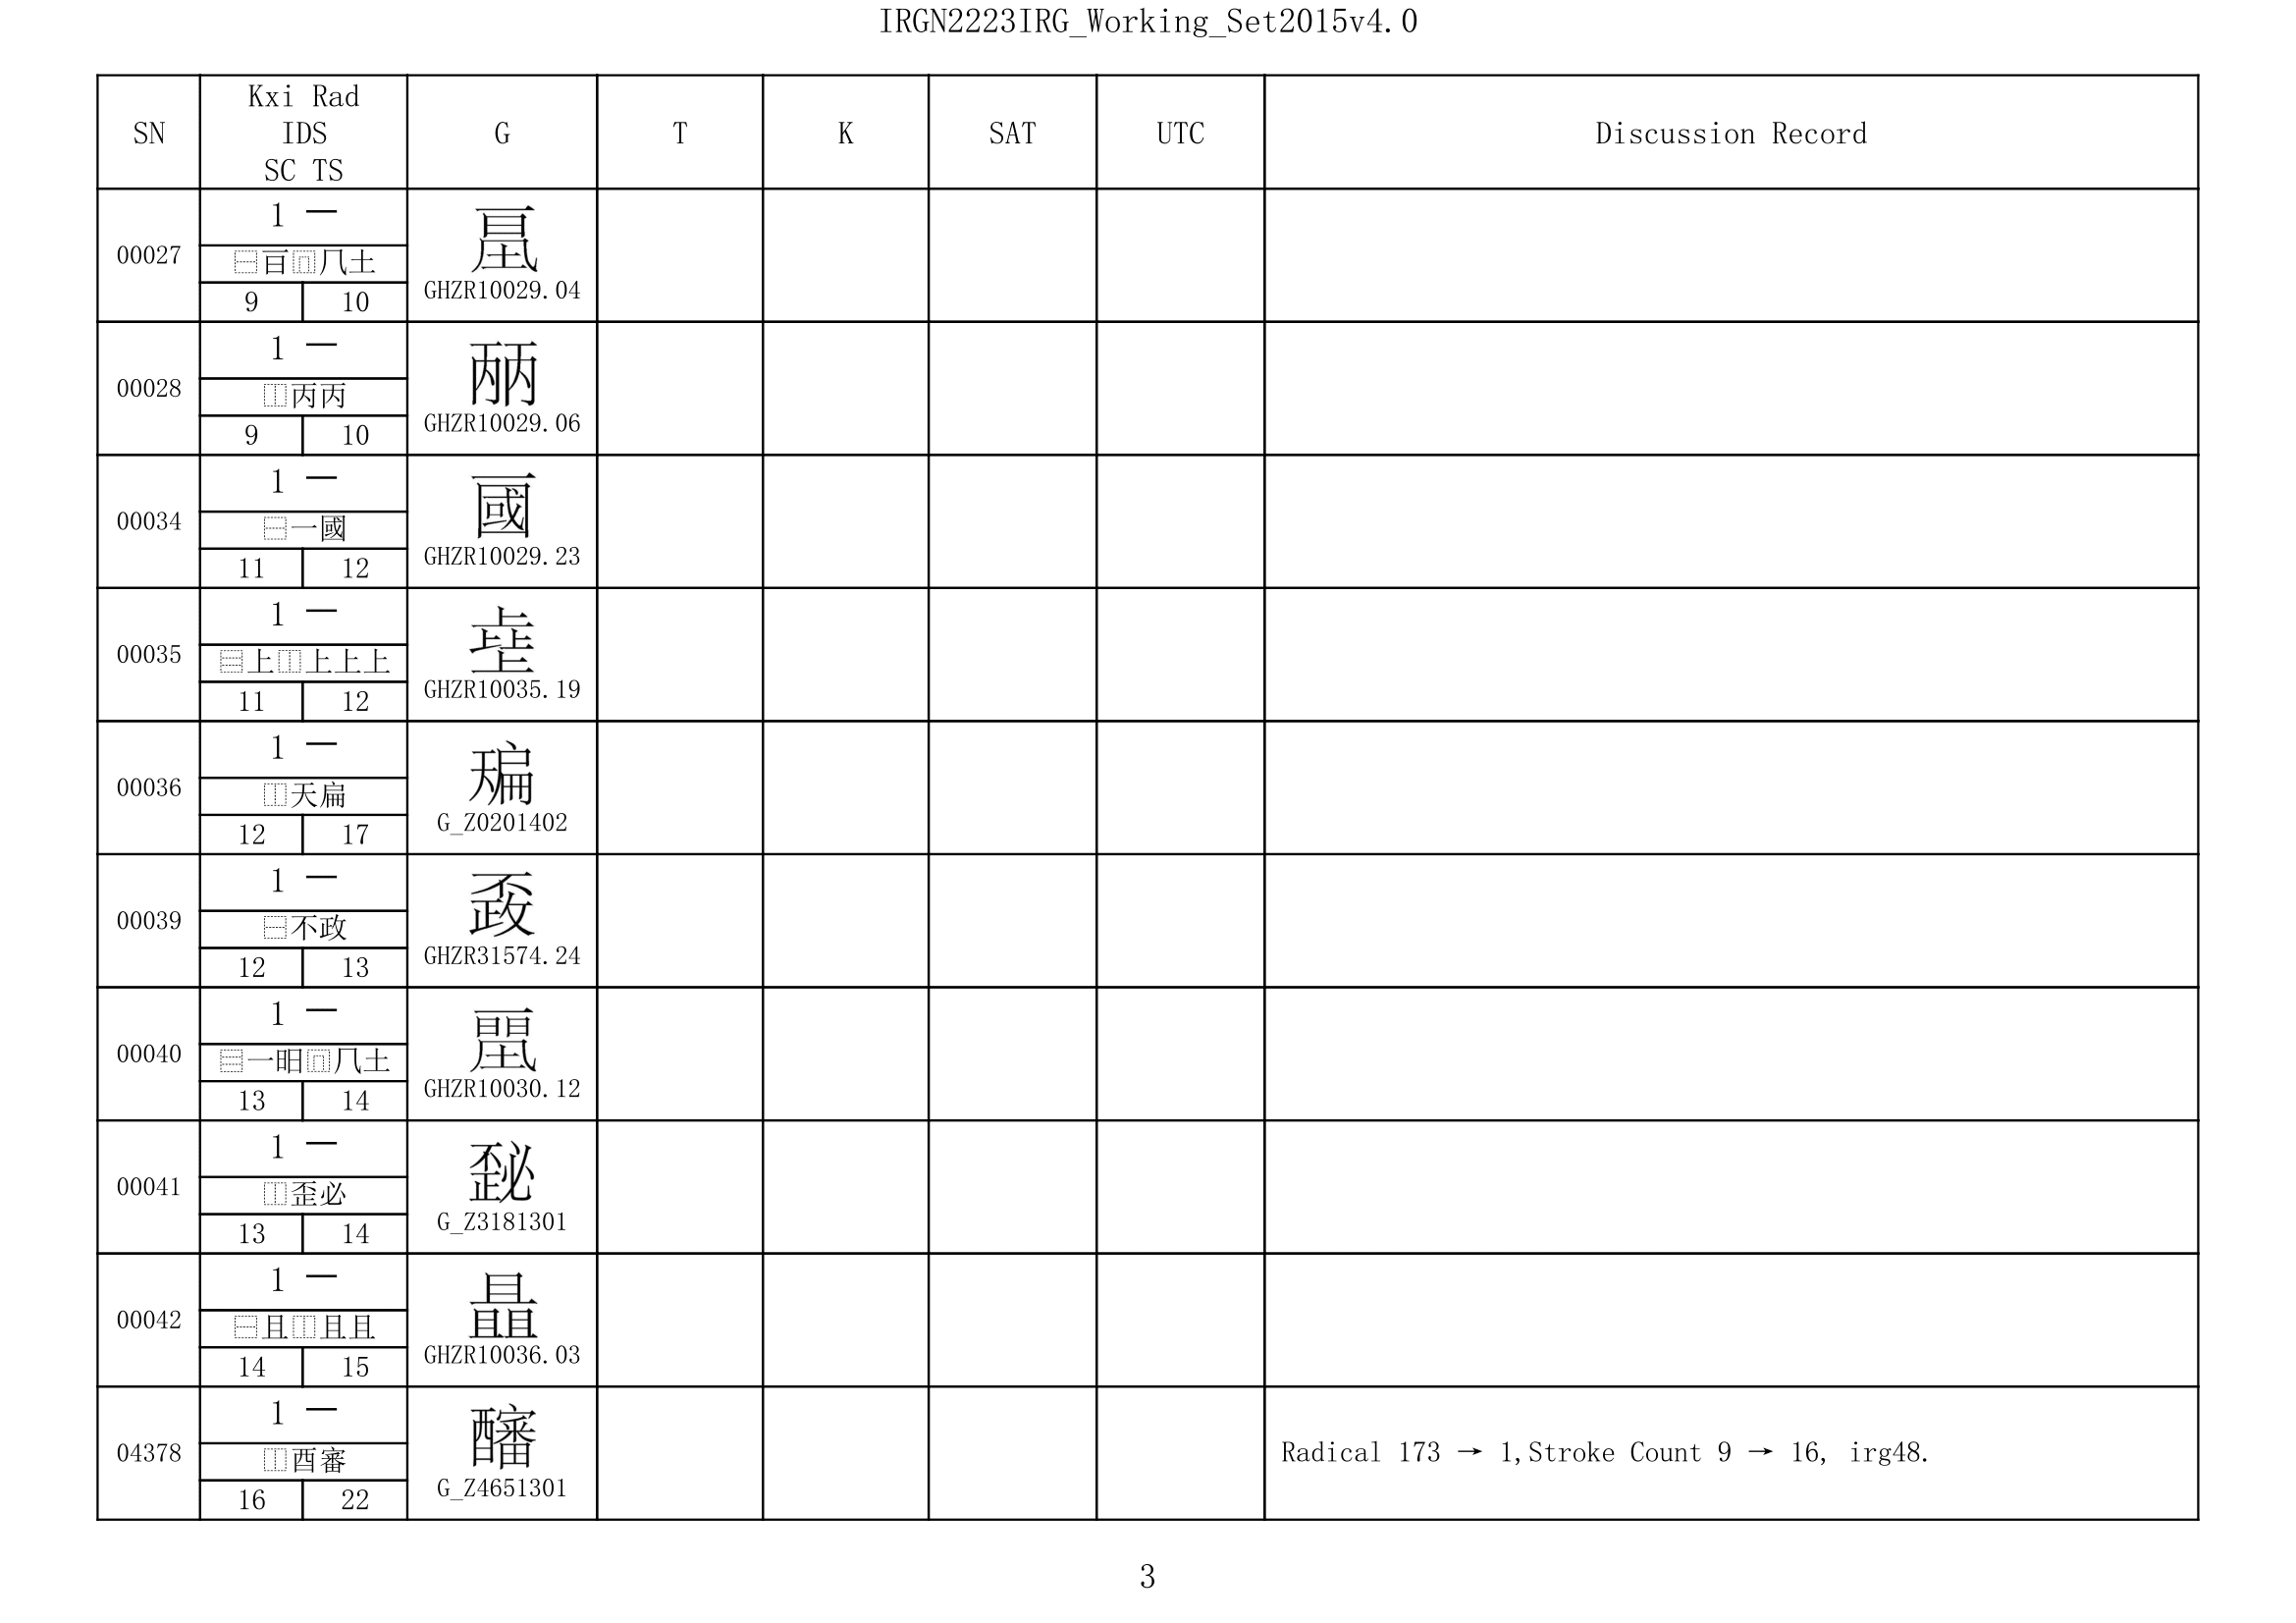 IRGN2223IRG_Working_Set2015v4.0
SN
Kxi Rad
IDS
SC TS
G
T
K
SAT
UTC
Discussion Record
00027
1 一
⿱百⿵几土
9 10
GHZR10029.04
00028
1 一
⿰丙丙
9 10
GHZR10029.06
00034
1 一
⿱一國
11 12
GHZR10029.23
00035
1 一
⿳上⿰上上上
11 12
GHZR10035.19
00036
1 一
⿰天扁
12 17
G_Z0201402
00039
1 一
⿱不政
12 13
GHZR31574.24
00040
1 一
⿳一昍⿵几土
13 14
GHZR10030.12
00041
1 一
⿰歪必
13 14
G_Z3181301
00042
1 一
⿱且⿰且且
14 15
GHZR10036.03
04378
1 一
⿰酉審
16 22
G_Z4651301
Radical 173 → 1,Stroke Count 9 → 16, irg48.
3